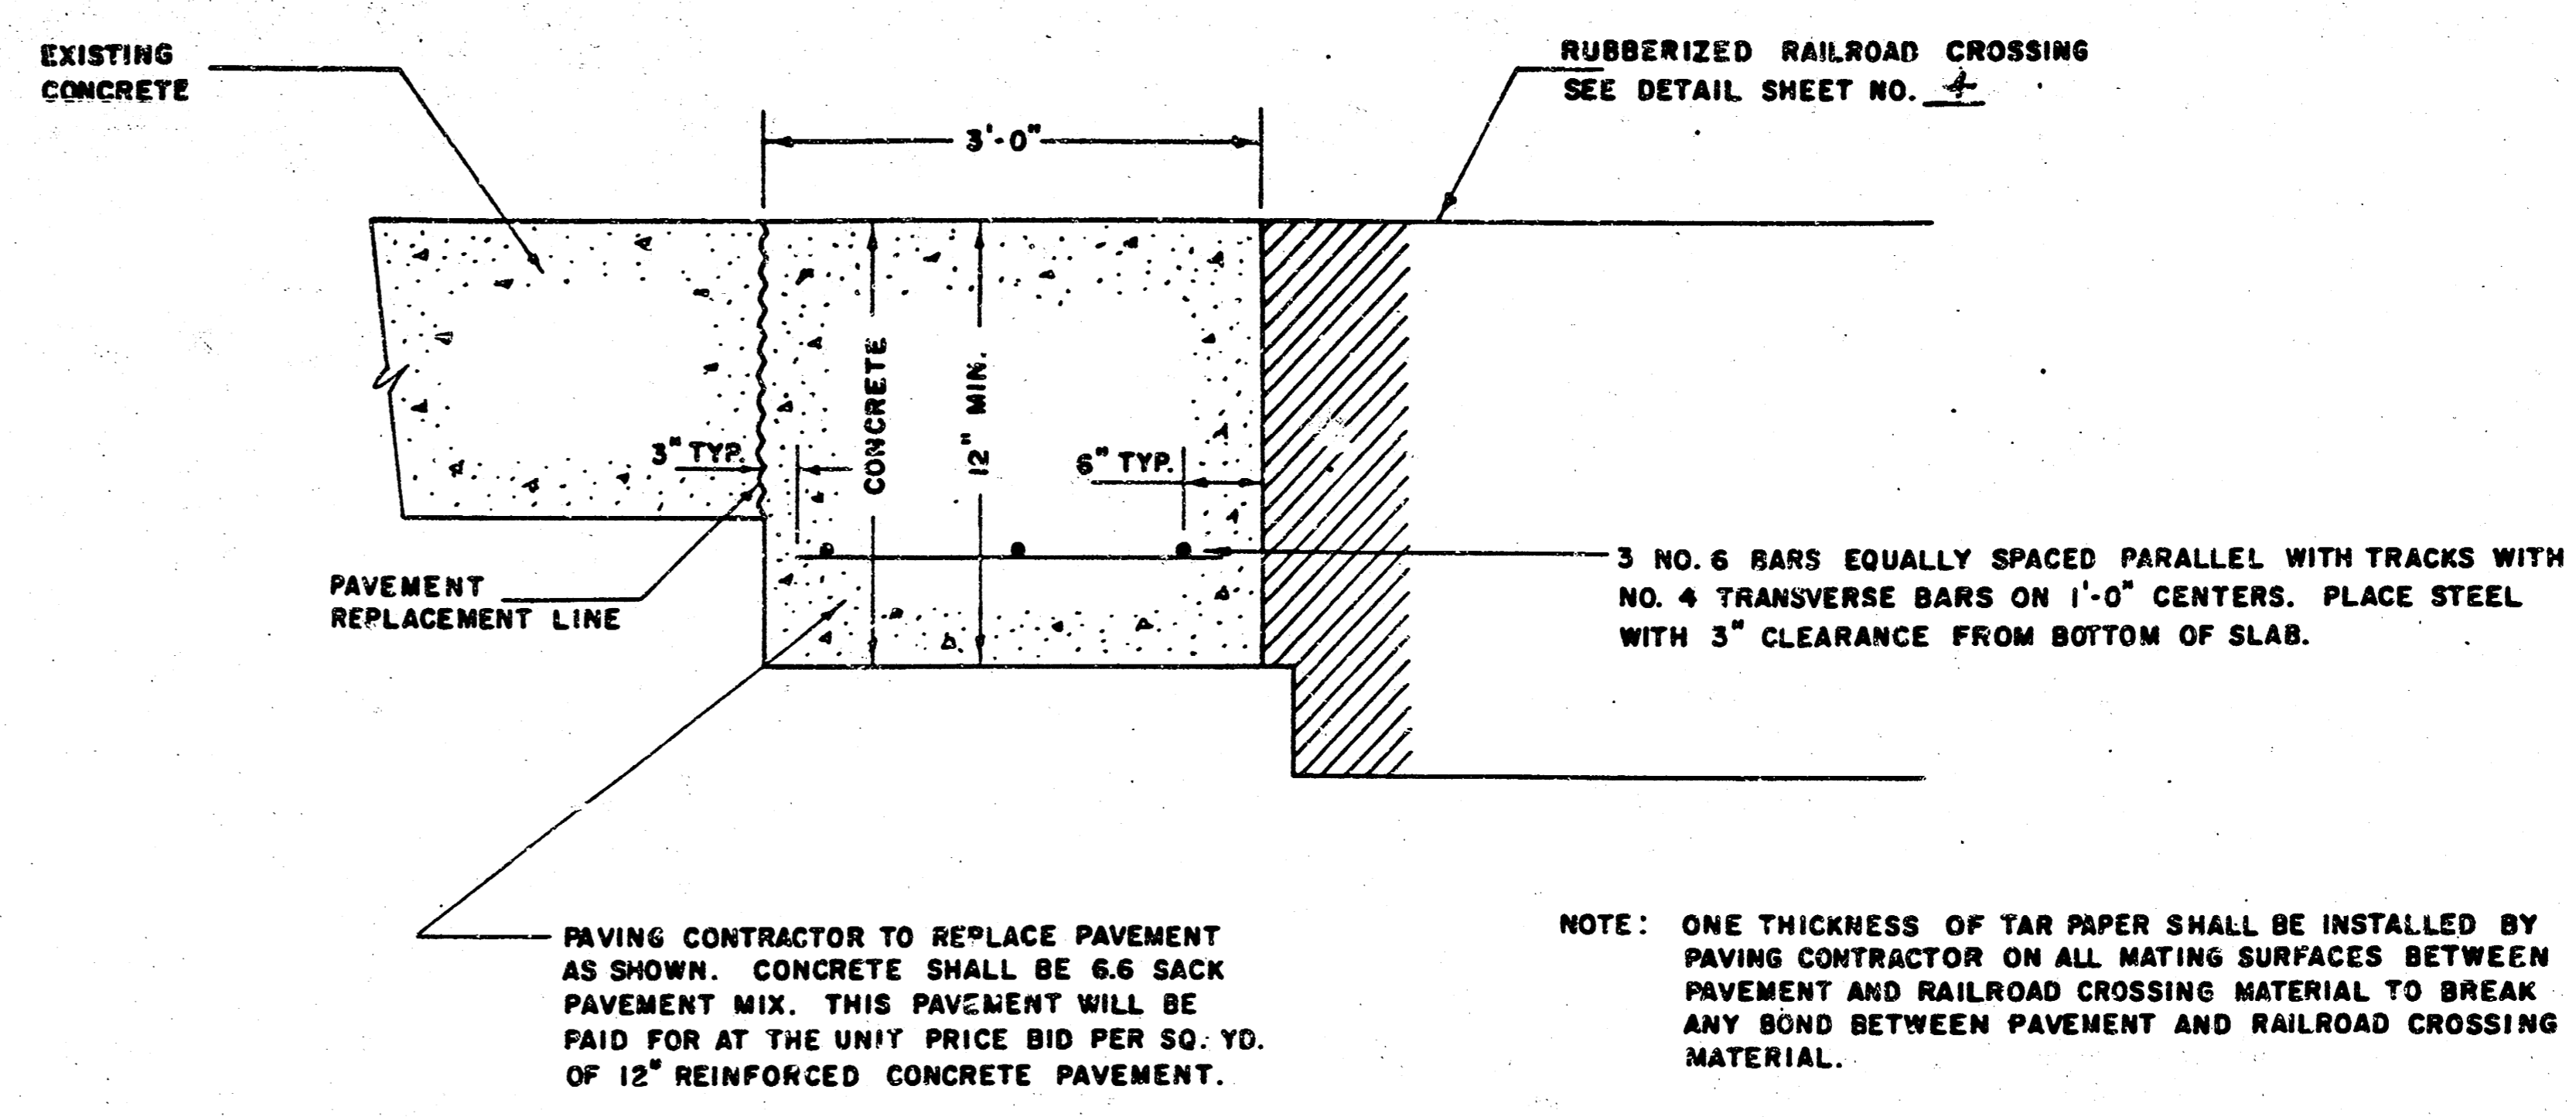 EXISTING
CONCRETE
RUBBERIZED RAILROAD CROSSING
SEE DETAIL SHEET NO. 4
3'-0"
CONCRETE
12" MIN.
3" TYP.
6" TYP.
PAVEMENT
REPLACEMENT LINE
3 NO. 6 BARS EQUALLY SPACED PARALLEL WITH TRACKS WITH
NO. 4 TRANSVERSE BARS ON 1'-0" CENTERS. PLACE STEEL
WITH 3" CLEARANCE FROM BOTTOM OF SLAB.
PAVING CONTRACTOR TO REPLACE PAVEMENT
AS SHOWN. CONCRETE SHALL BE 6.6 SACK
PAVEMENT MIX. THIS PAVEMENT WILL BE
PAID FOR AT THE UNIT PRICE BID PER SQ. YD.
OF 12" REINFORCED CONCRETE PAVEMENT.
NOTE: ONE THICKNESS OF TAR PAPER SHALL BE INSTALLED BY
PAVING CONTRACTOR ON ALL MATING SURFACES BETWEEN
PAVEMENT AND RAILROAD CROSSING MATERIAL TO BREAK
ANY BOND BETWEEN PAVEMENT AND RAILROAD CROSSING
MATERIAL.